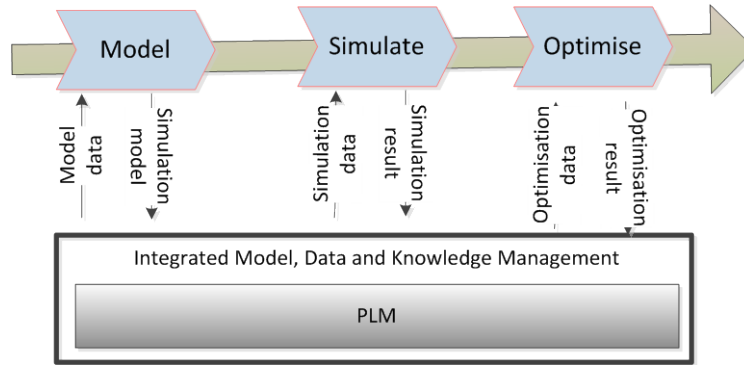 Model
Simulate
Optimise
Model
data
Simulation
model
Simulation
data
Simulation
result
Optimisation
data
Optimisation
result
Integrated Model, Data and Knowledge Management
PLM